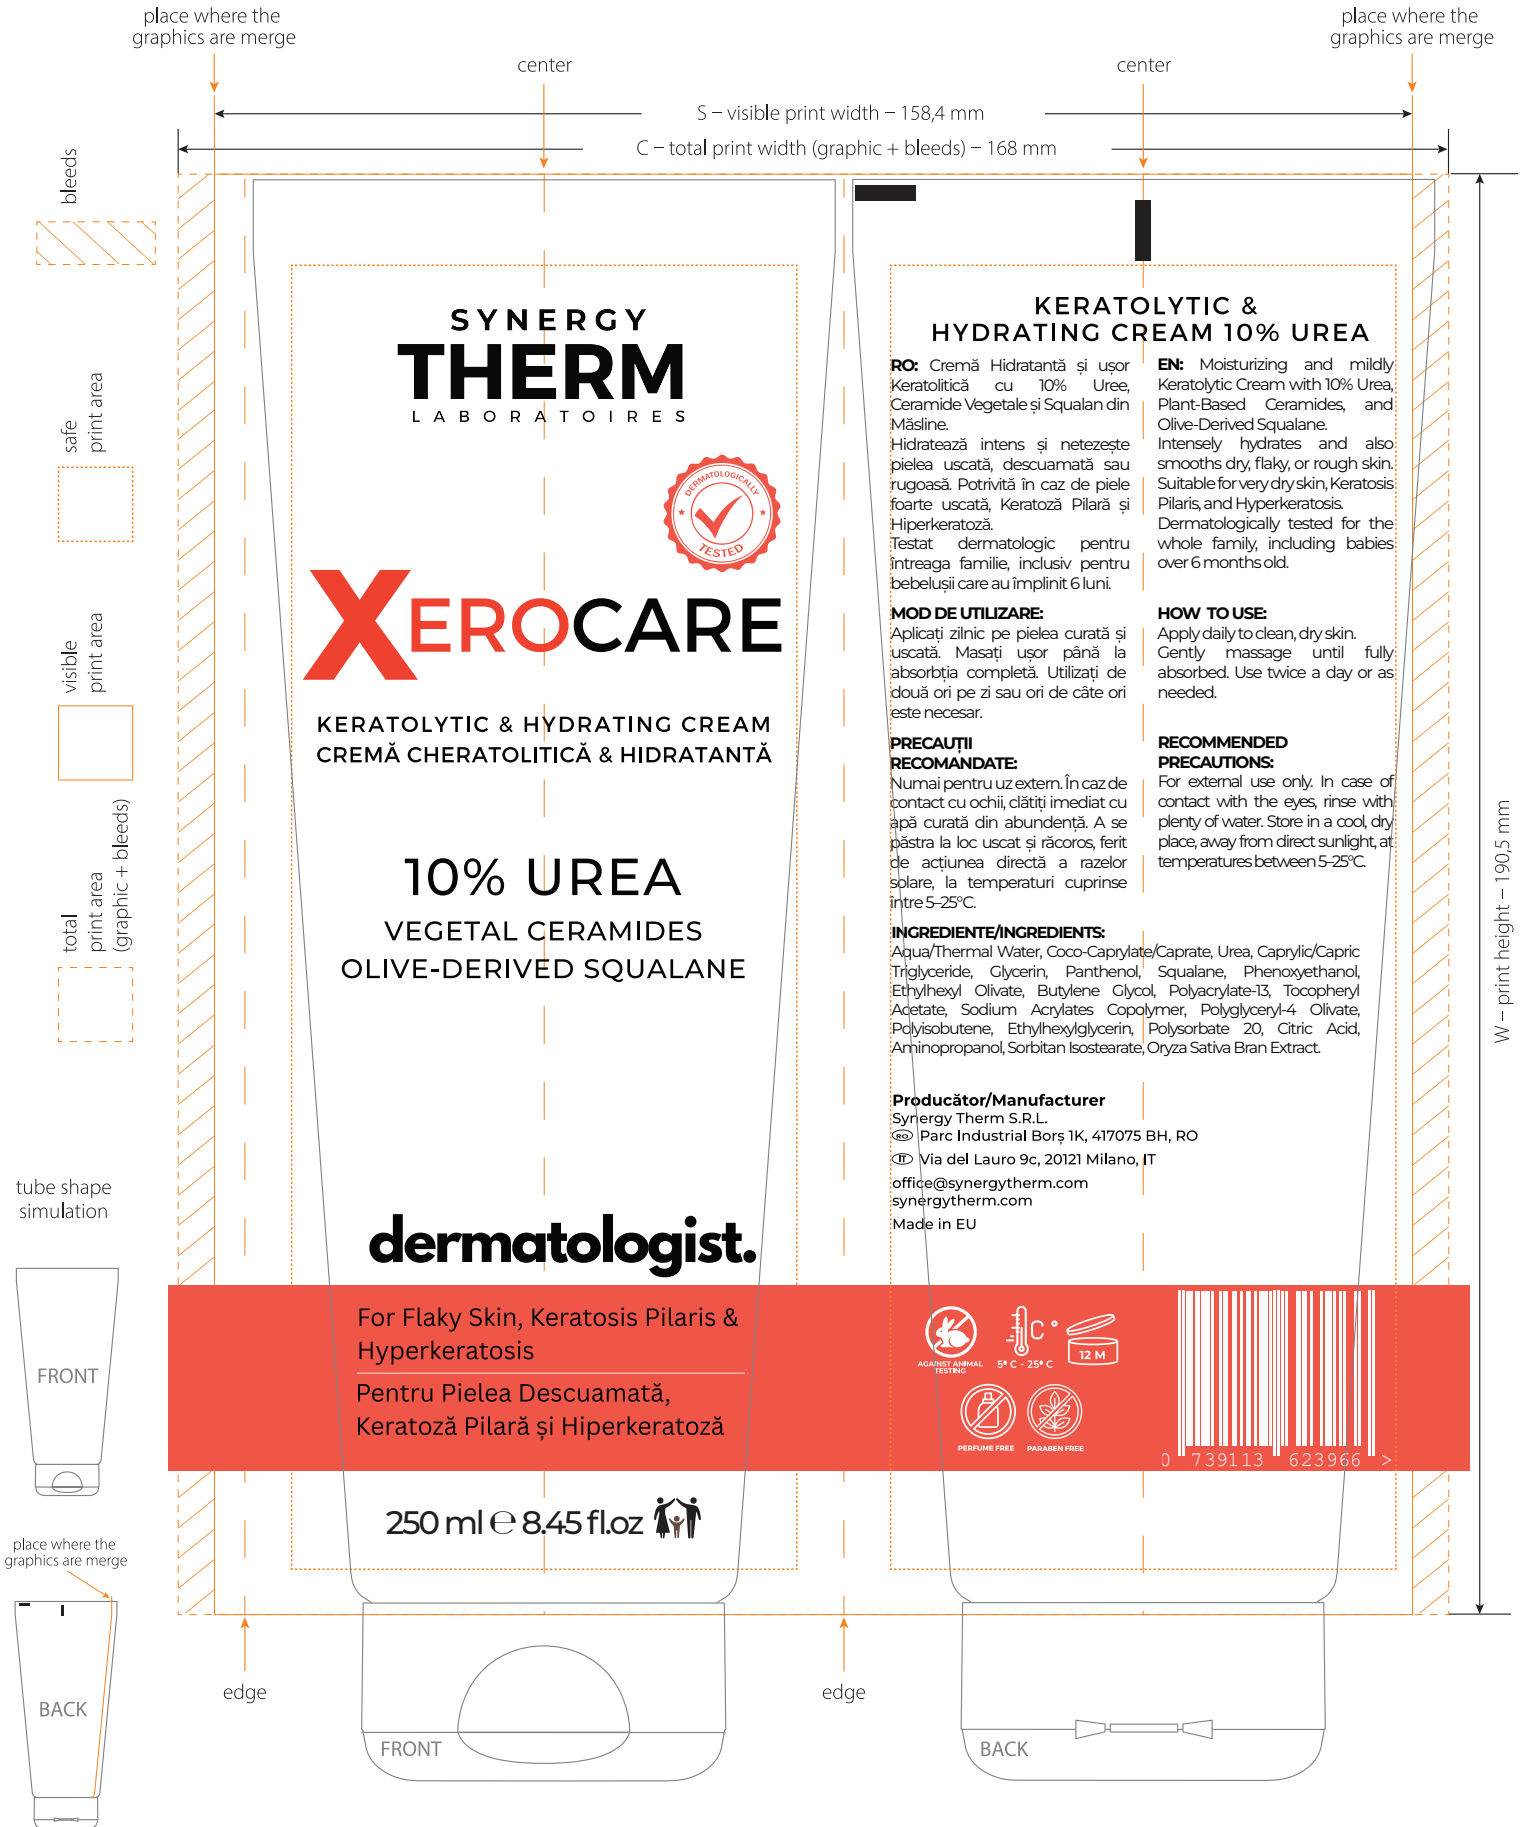 place where the
graphics are merge
place where the
graphics are merge
center
center
S – visible print width – 158,4 mm
C – total print width (graphic + bleeds) – 168 mm
bleeds
safe
print area
visible
print area
total
print area
(graphic + bleeds)
W – print height – 190,5 mm
SYNERGY
THERM
LABORATOIRES
DERMATOLOGICALLY
TESTED
XEROCARE
KERATOLYTIC & HYDRATING CREAM
CREMĂ CHERATOLITICĂ & HIDRATANTĂ
10% UREA
VEGETAL CERAMIDES
OLIVE-DERIVED SQUALANE
dermatologist.
For Flaky Skin, Keratosis Pilaris &
Hyperkeratosis
Pentru Pielea Descuamată,
Keratoză Pilară și Hiperkeratoză
250 ml ℮ 8.45 fl.oz
KERATOLYTIC &
HYDRATING CREAM 10% UREA
RO: Cremă Hidratantă și ușor
Keratolitică cu 10% Uree,
Ceramide Vegetale și Squalan din
Măsline.
Hidratează intens și netezește
pielea uscată, descuamată sau
rugoasă. Potrivită în caz de piele
foarte uscată, Keratoză Pilară și
Hiperkeratoză.
Testat dermatologic pentru
întreaga familie, inclusiv pentru
bebelușii care au împlinit 6 luni.
MOD DE UTILIZARE:
Aplicați zilnic pe pielea curată și
uscată. Masați ușor până la
absorbția completă. Utilizați de
două ori pe zi sau ori de câte ori
este necesar.
PRECAUȚII
RECOMANDATE:
Numai pentru uz extern. În caz de
contact cu ochii, clătiți imediat cu
apă curată din abundență. A se
păstra la loc uscat și răcoros, ferit
de acțiunea directă a razelor
solare, la temperaturi cuprinse
între 5–25°C.
EN: Moisturizing and mildly
Keratolytic Cream with 10% Urea,
Plant-Based Ceramides, and
Olive-Derived Squalane.
Intensely hydrates and also
smooths dry, flaky, or rough skin.
Suitable for very dry skin, Keratosis
Pilaris, and Hyperkeratosis.
Dermatologically tested for the
whole family, including babies
over 6 months old.
HOW TO USE:
Apply daily to clean, dry skin.
Gently massage until fully
absorbed. Use twice a day or as
needed.
RECOMMENDED
PRECAUTIONS:
For external use only. In case of
contact with the eyes, rinse with
plenty of water. Store in a cool, dry
place, away from direct sunlight, at
temperatures between 5–25°C.
INGREDIENTE/INGREDIENTS:
Aqua/Thermal Water, Coco-Caprylate/Caprate, Urea, Caprylic/Capric
Triglyceride, Glycerin, Panthenol, Squalane, Phenoxyethanol,
Ethylhexyl Olivate, Butylene Glycol, Polyacrylate-13, Tocopheryl
Acetate, Sodium Acrylates Copolymer, Polyglyceryl-4 Olivate,
Polyisobutene, Ethylhexylglycerin, Polysorbate 20, Citric Acid,
Aminopropanol, Sorbitan Isostearate, Oryza Sativa Bran Extract.
Producător/Manufacturer
Synergy Therm S.R.L.
RO Parc Industrial Borș 1K, 417075 BH, RO
IT Via del Lauro 9c, 20121 Milano, IT
office@synergytherm.com
synergytherm.com
Made in EU
AGAINST ANIMAL
TESTING
C°
5° C - 25° C
12 M
PERFUME FREE
PARABEN FREE
0 739113 623966 >
tube shape
simulation
FRONT
place where the
graphics are merge
BACK
edge
edge
FRONT
BACK